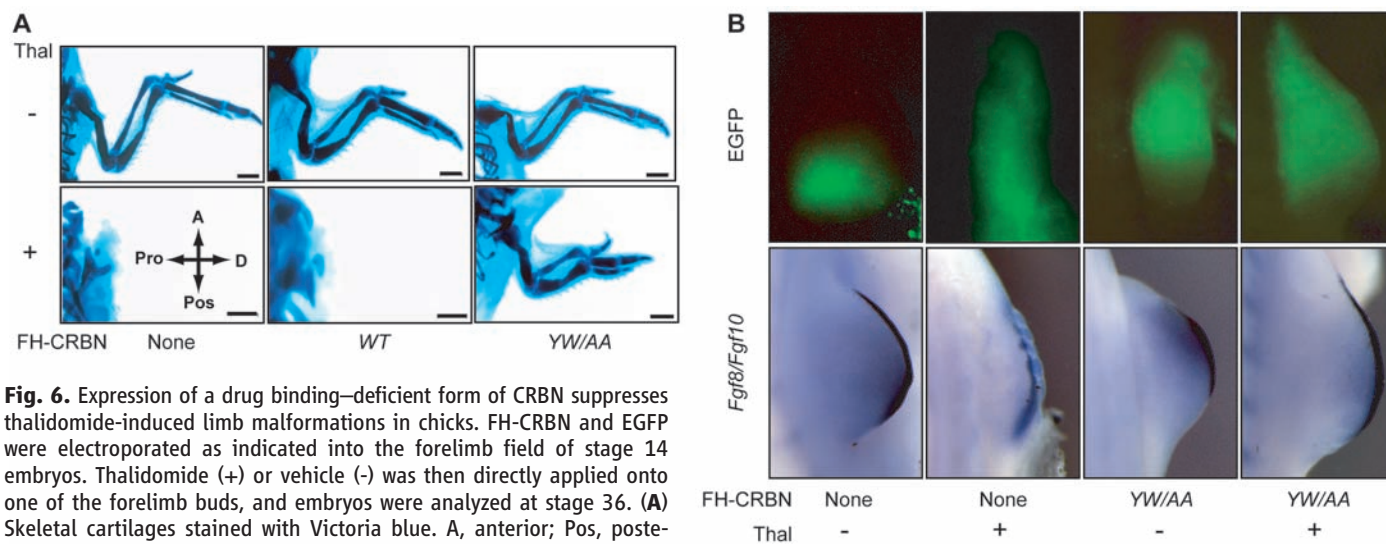 A
Thal
-
+
A
Pro
D
Pos
FH-CRBN
None
WT
YW/AA
Fig. 6. Expression of a drug binding–deficient form of CRBN suppresses
thalidomide-induced limb malformations in chicks. FH-CRBN and EGFP
were electroporated as indicated into the forelimb field of stage 14
embryos. Thalidomide (+) or vehicle (-) was then directly applied onto
one of the forelimb buds, and embryos were analyzed at stage 36. (A)
Skeletal cartilages stained with Victoria blue. A, anterior; Pos, poste-
B
EGFP
Fgf8/Fgf10
FH-CRBN
None
None
YW/AA
YW/AA
Thal
-
+
-
+